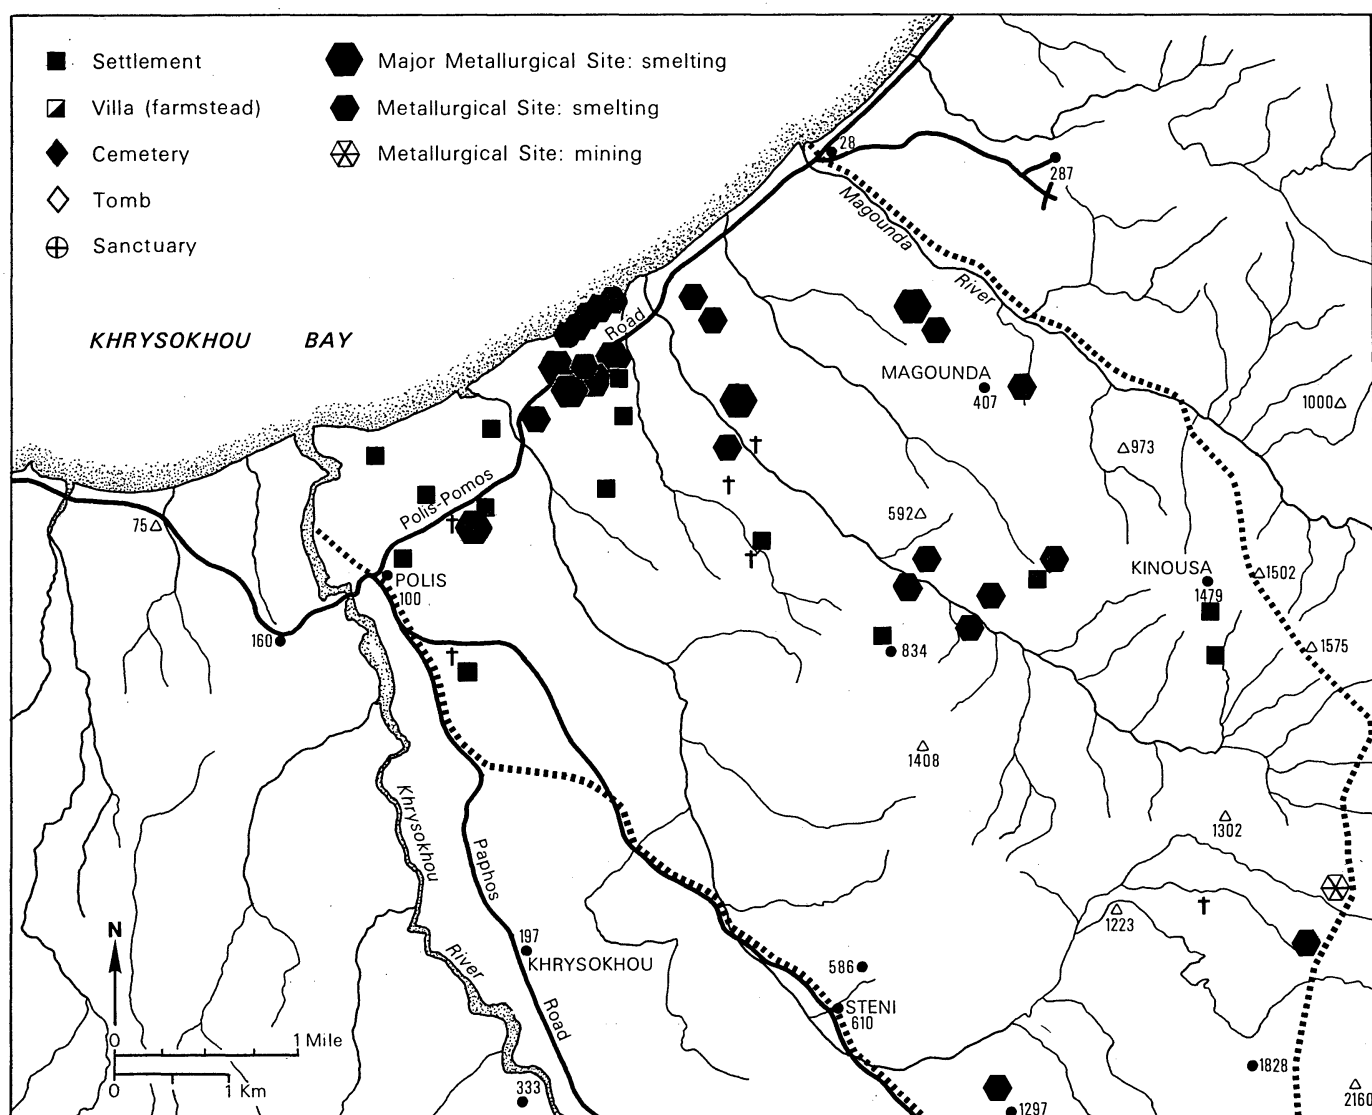 Settlement
Major Metallurgical Site: smelting
Villa (farmstead)
Metallurgical Site: smelting
Cemetery
Metallurgical Site: mining
Tomb
Sanctuary
28
287
Magounda
River
KHRYSOKHOU BAY
Road
MAGOUNDA
407
1000
973
Polis-Pomos
75
592
KINOUSA
1502
1479
POLIS
100
160
834
1575
1408
Khrysokhou
1302
Paphos
N
1223
197
KHRYSOKHOU
River
586
STENI
610
Road
0 1 Mile
0 1 Km
333
1828
1297
2160